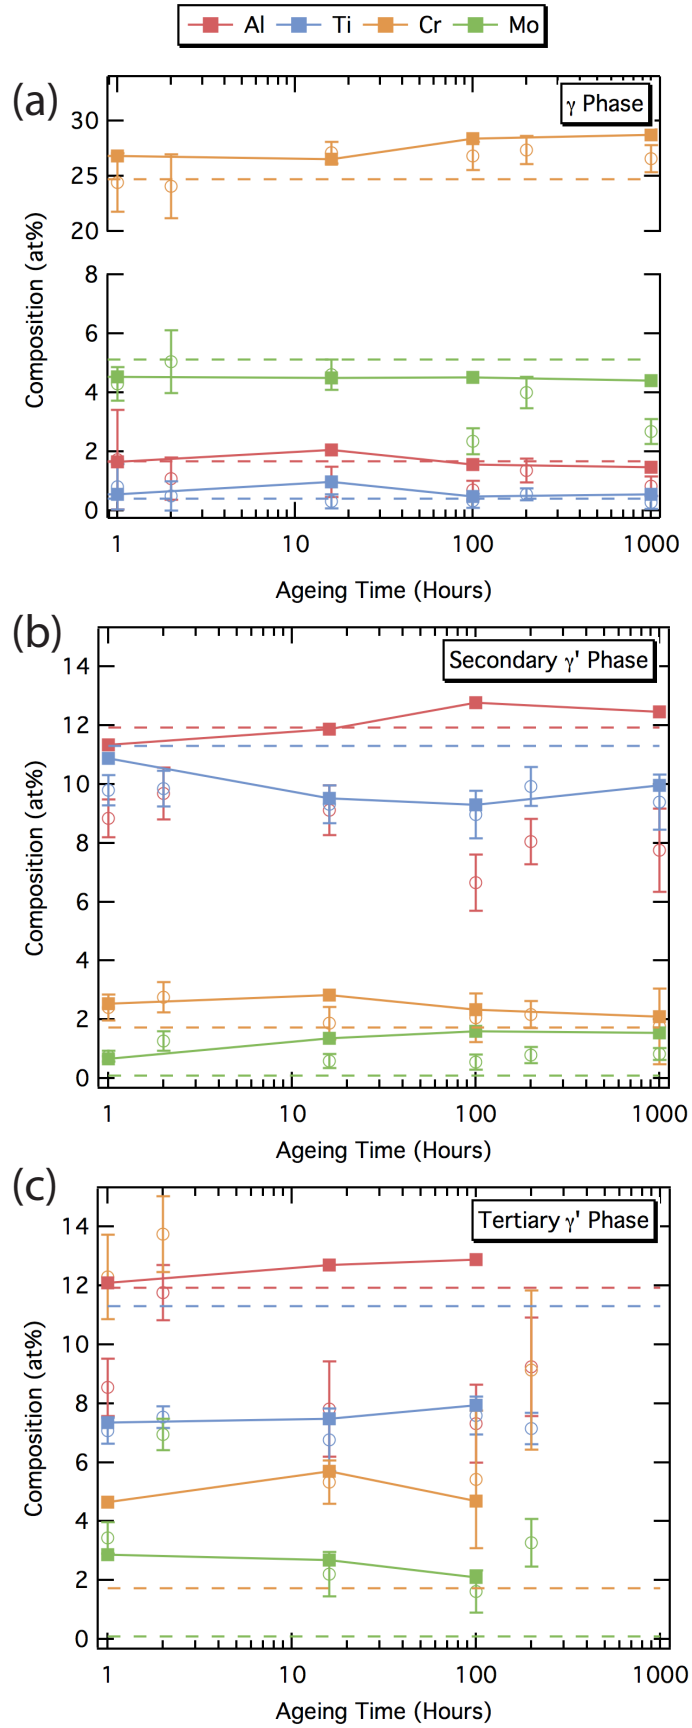 Al Ti Cr Mo
(a)
γ Phase
30
25
20
8
6
4
2
0
Composition (at%)
1 10 100 1000
Ageing Time (Hours)
(b)
Secondary γ' Phase
14
12
10
8
6
4
2
0
Composition (at%)
1 10 100 1000
Ageing Time (Hours)
(c)
Tertiary γ' Phase
14
12
10
8
6
4
2
0
Composition (at%)
1 10 100 1000
Ageing Time (Hours)